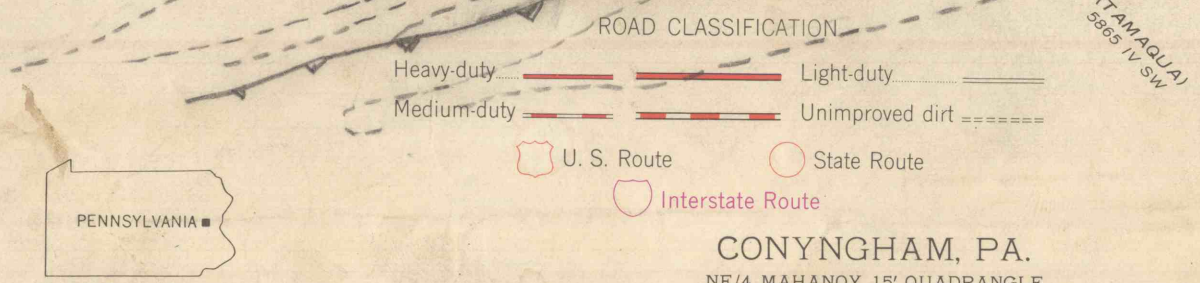 ROAD CLASSIFICATION
Heavy-duty Light-duty
Medium-duty Unimproved dirt
U. S. Route State Route
Interstate Route
(TAMAQUA)
5865 IV SW
PENNSYLVANIA
CONYNGHAM, PA.
NE/4 MAHANOY 15' QUADRANGLE